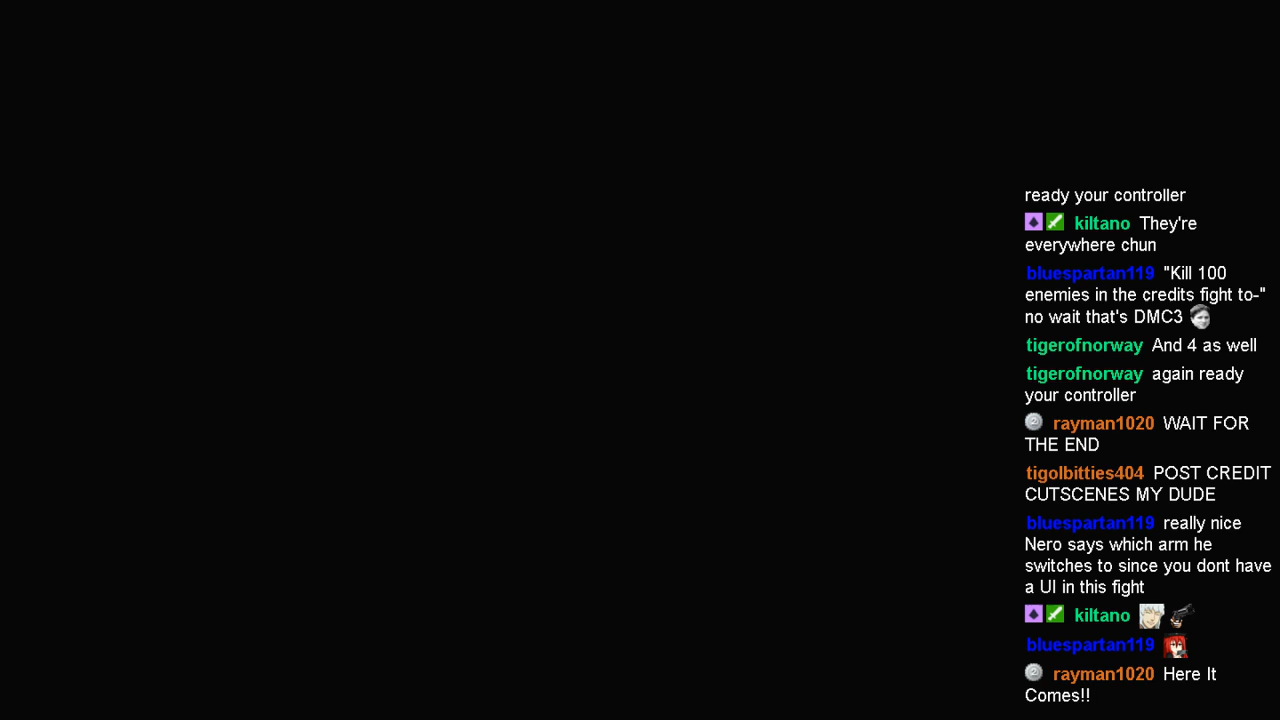 ready your controller
kiltano They're
everywhere chun
bluespartan119 "Kill 100
enemies in the credits fight to-"
no wait that's DMC3
tigerofnorway And 4 as well
tigerofnorway again ready
your controller
rayman1020 WAIT FOR
THE END
tigolbitties404 POST CREDIT
CUTSCENES MY DUDE
bluespartan119 really nice
Nero says which arm he
switches to since you dont have
a UI in this fight
kiltano
bluespartan119
rayman1020 Here It
Comes!!